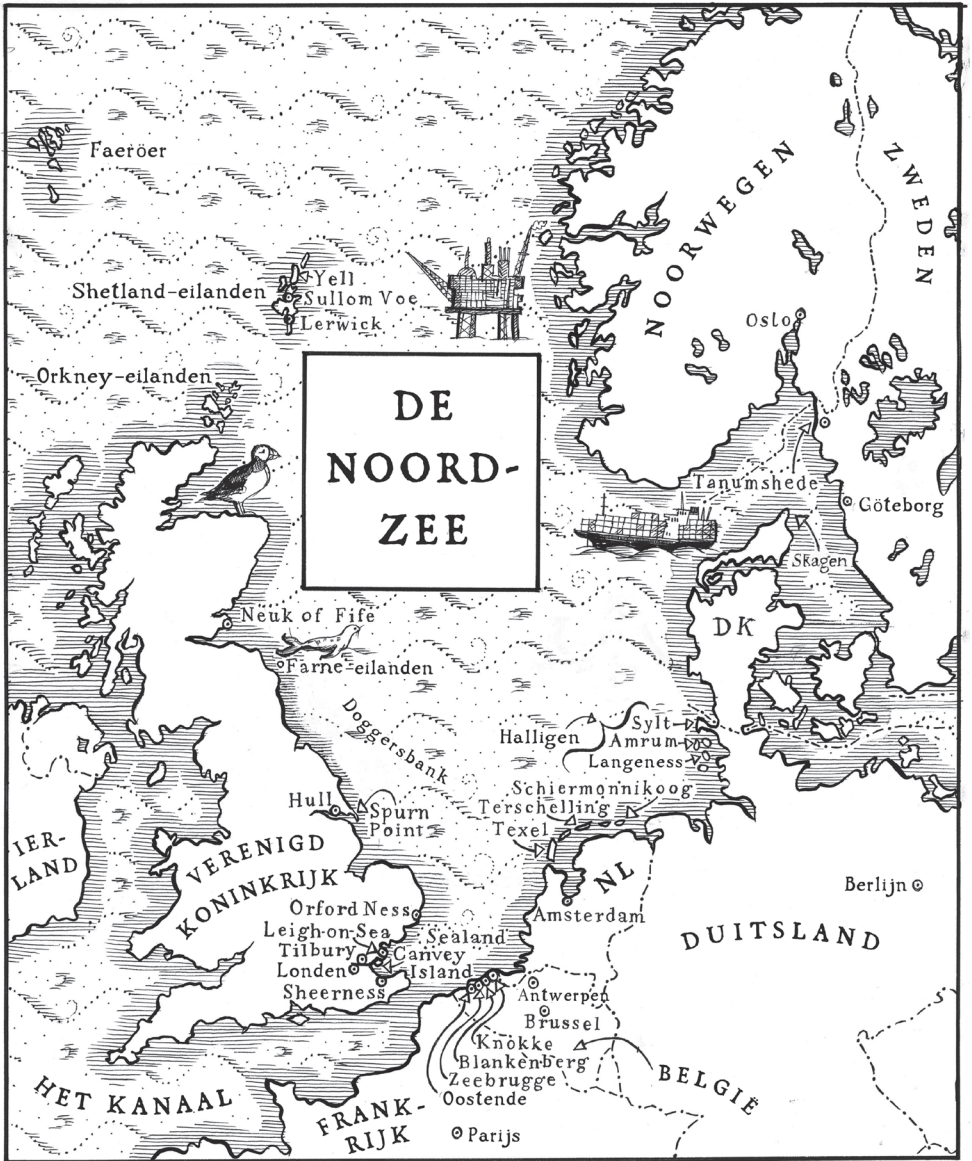 Faeröer
NOORWEGEN
ZWEDEN
Shetland-eilanden
Yell
Sullom Voe
Lerwick
Oslo
Orkney-eilanden
DE
NOORD-
ZEE
Tanumshede
Göteborg
Skagen
Neuk of Fife
DK
Farne-eilanden
Doggersbank
Halligen
Sylt
Amrum
Langeness
Schiermonnikoog
Terschelling
Texel
Hull
Spurn
Point
IER-
LAND
VERENIGD
KONINKRIJK
NL
Berlijn
Amsterdam
DUITSLAND
Orford Ness
Leigh-on-Sea
Sealand
Tilbury
Canvey
Island
Londen
Sheerness
Antwerpen
Brussel
Knokke
Blankenberg
Zeebrugge
Oostende
BELGIË
HET KANAAL
FRANK-
RIJK
Parijs